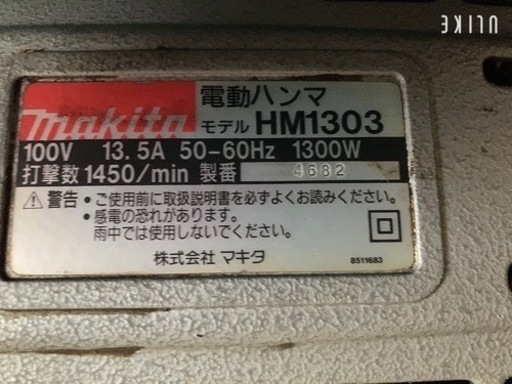 ULIKE
makita
電動ハンマ
モデル HM1303
100V 13.5A 50-60Hz 1300W
打撃数 1450/min 製番 4682
⚠ 警告 • ご使用前に取扱説明書を必ずよくお読みください。
• 感電の恐れがあります。
雨中では使用しないでください。
株式会社 マキタ
8511683